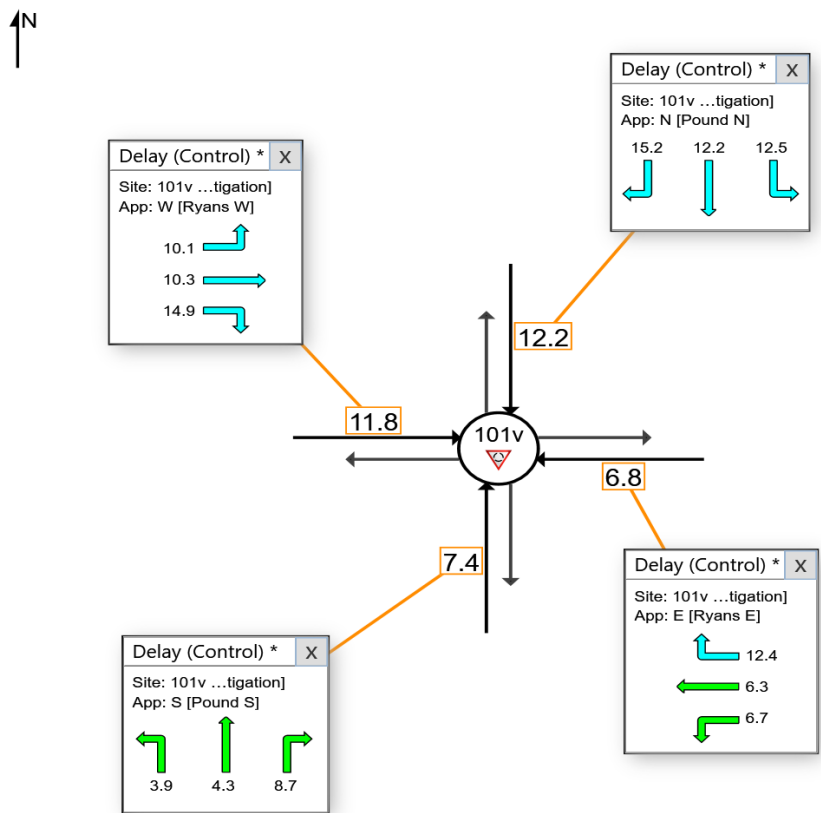 N
Delay (Control) * X
Site: 101v ...tigation]
App: N [Pound N]
15.2 12.2 12.5
Delay (Control) * X
Site: 101v ...tigation]
App: W [Ryans W]
10.1
10.3
14.9
12.2
11.8
101v
6.8
7.4
Delay (Control) * X
Site: 101v ...tigation]
App: E [Ryans E]
12.4
6.3
6.7
Delay (Control) * X
Site: 101v ...tigation]
App: S [Pound S]
3.9 4.3 8.7